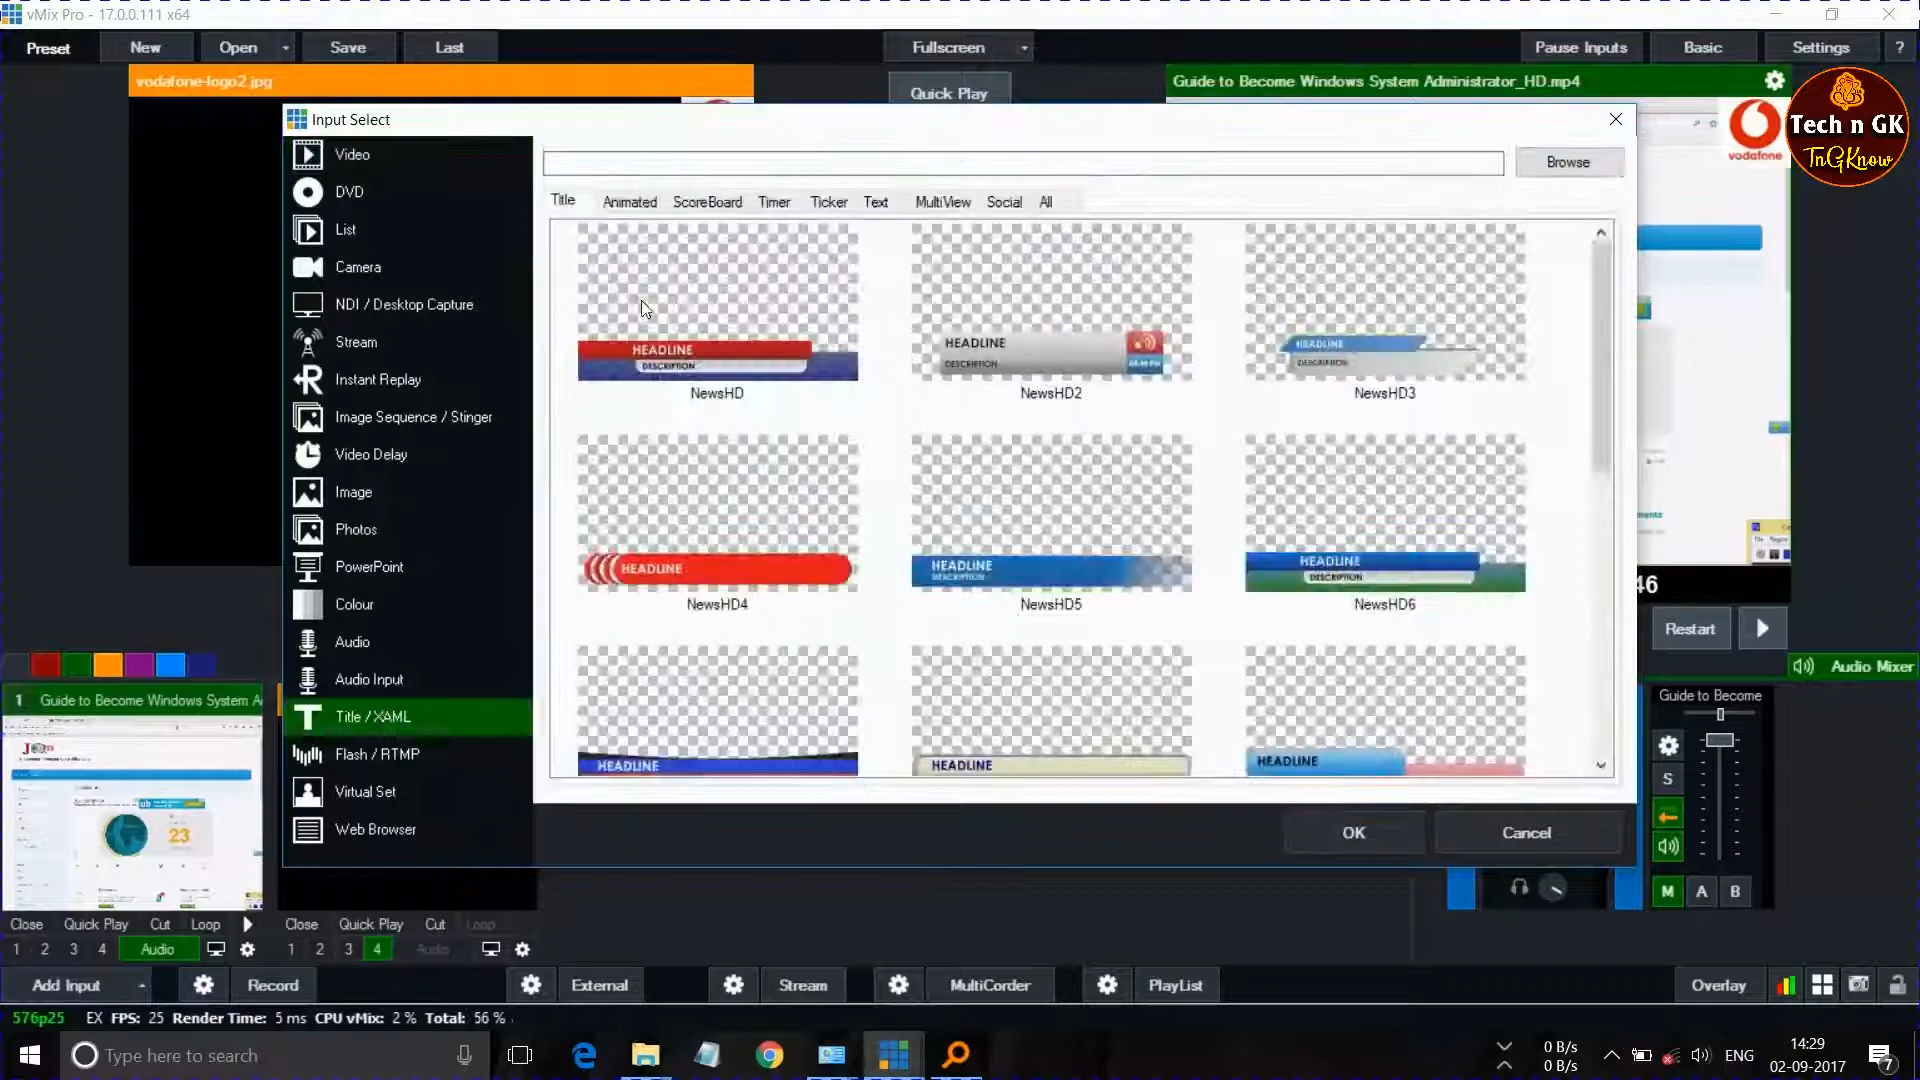 vMix Pro - 17.0.0.111 x64
Preset
New
Open
Save
Last
Fullscreen
Pause Inputs
Basic
Settings
?
vodafone-logo2.jpg
Quick Play
Guide to Become Windows System Administrator_HD.mp4
vodafone
Tech n GK
TnGKnow
Input Select
Browse
Video
DVD
List
Camera
NDI / Desktop Capture
Stream
Instant Replay
Image Sequence / Stinger
Video Delay
Image
Photos
PowerPoint
Colour
Audio
Audio Input
Title / XAML
Flash / RTMP
Virtual Set
Web Browser
Title
Animated
ScoreBoard
Timer
Ticker
Text
MultiView
Social
All
HEADLINE
DESCRIPTION
NewsHD
HEADLINE
DESCRIPTION
NewsHD2
HEADLINE
DESCRIPTION
NewsHD3
HEADLINE
NewsHD4
HEADLINE
DESCRIPTION
NewsHD5
HEADLINE
DESCRIPTION
NewsHD6
HEADLINE
HEADLINE
HEADLINE
OK
Cancel
46
Restart
Audio Mixer
Guide to Become
S
M
A
B
1 Guide to Become Windows System A
23
Close
Quick Play
Cut
Loop
1 2 3 4
Audio
Close
Quick Play
Cut
Loop
1 2 3 4
Audio
Add Input
Record
External
Stream
MultiCorder
PlayList
Overlay
576p25 EX FPS: 25 Render Time: 5 ms CPU vMix: 2 % Total: 56 %
Type here to search
0 B/s
0 B/s
ENG
14:29
02-09-2017
7